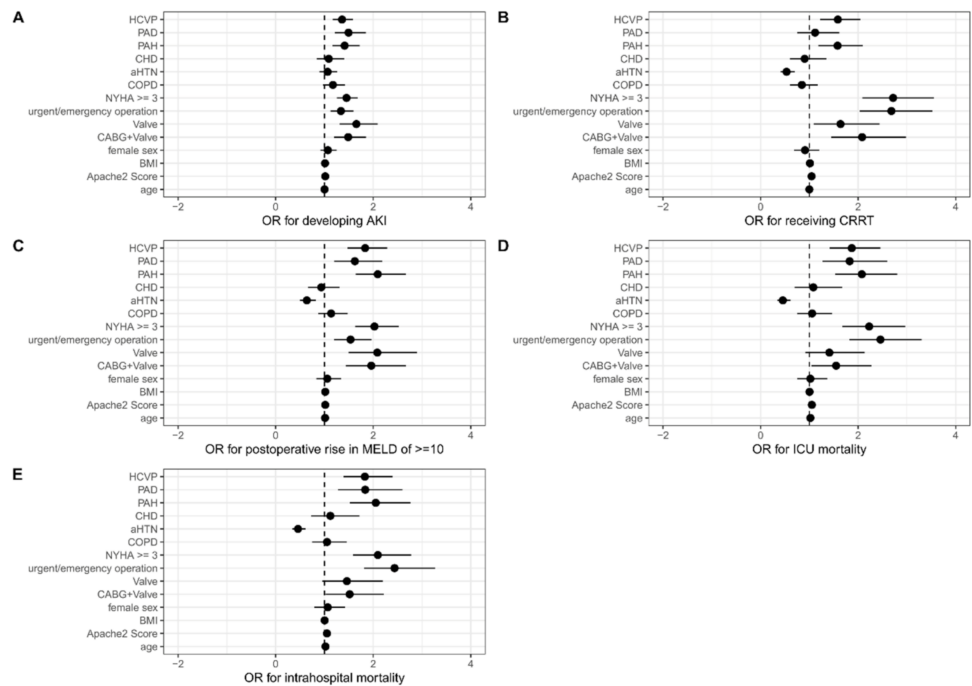 A
HCVP
PAD
PAH
CHD
aHTN
COPD
NYHA >= 3
urgent/emergency operation
Valve
CABG+Valve
female sex
BMI
Apache2 Score
age
−2 0 2 4
OR for developing AKI
B
HCVP
PAD
PAH
CHD
aHTN
COPD
NYHA >= 3
urgent/emergency operation
Valve
CABG+Valve
female sex
BMI
Apache2 Score
age
−2 0 2 4
OR for receiving CRRT
C
HCVP
PAD
PAH
CHD
aHTN
COPD
NYHA >= 3
urgent/emergency operation
Valve
CABG+Valve
female sex
BMI
Apache2 Score
age
−2 0 2 4
OR for postoperative rise in MELD of >=10
D
HCVP
PAD
PAH
CHD
aHTN
COPD
NYHA >= 3
urgent/emergency operation
Valve
CABG+Valve
female sex
BMI
Apache2 Score
age
−2 0 2 4
OR for ICU mortality
E
HCVP
PAD
PAH
CHD
aHTN
COPD
NYHA >= 3
urgent/emergency operation
Valve
CABG+Valve
female sex
BMI
Apache2 Score
age
−2 0 2 4
OR for intrahospital mortality